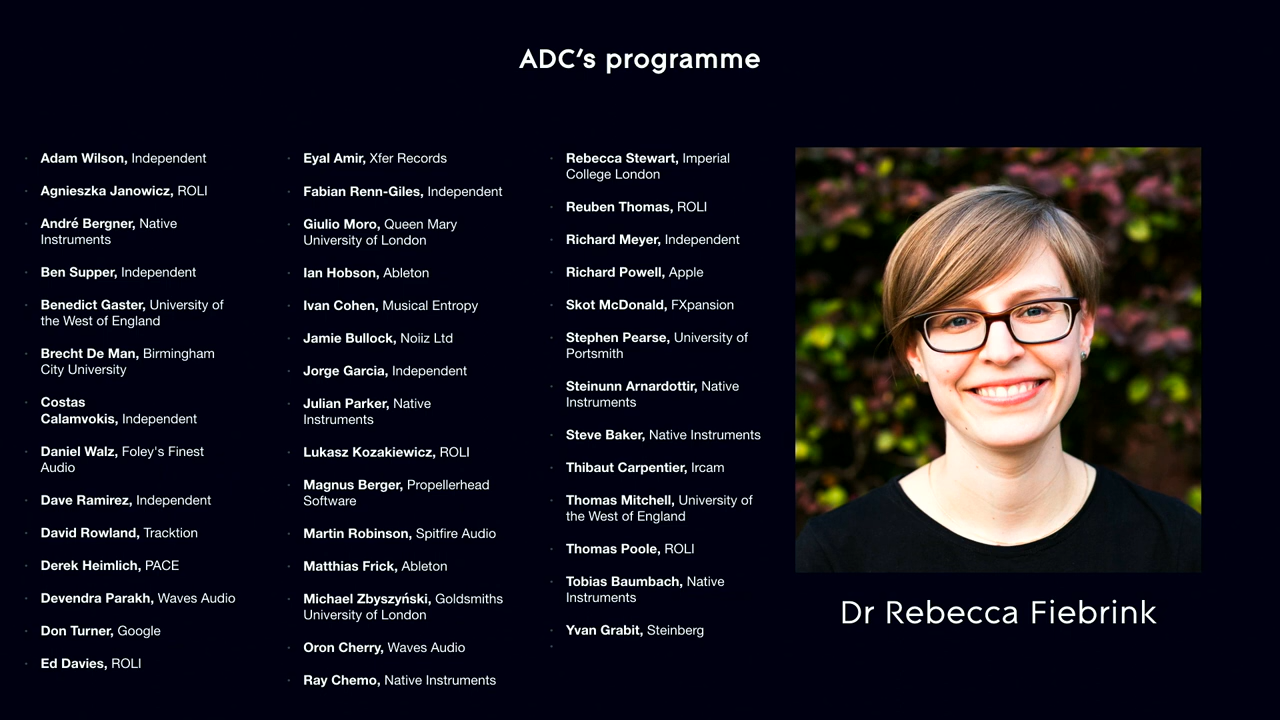 ADC's programme
Adam Wilson, Independent
Agnieszka Janowicz, ROLI
André Bergner, Native
Instruments
Ben Supper, Independent
Benedict Gaster, University of
the West of England
Brecht De Man, Birmingham
City University
Costas
Calamvokis, Independent
Daniel Walz, Foley's Finest
Audio
Dave Ramirez, Independent
David Rowland, Tracktion
Derek Heimlich, PACE
Devendra Parakh, Waves Audio
Don Turner, Google
Ed Davies, ROLI
Eyal Amir, Xfer Records
Fabian Renn-Giles, Independent
Giulio Moro, Queen Mary
University of London
Ian Hobson, Ableton
Ivan Cohen, Musical Entropy
Jamie Bullock, Noiiz Ltd
Jorge Garcia, Independent
Julian Parker, Native
Instruments
Lukasz Kozakiewicz, ROLI
Magnus Berger, Propellerhead
Software
Martin Robinson, Spitfire Audio
Matthias Frick, Ableton
Michael Zbyszyński, Goldsmiths
University of London
Oron Cherry, Waves Audio
Ray Chemo, Native Instruments
Rebecca Stewart, Imperial
College London
Reuben Thomas, ROLI
Richard Meyer, Independent
Richard Powell, Apple
Skot McDonald, FXpansion
Stephen Pearse, University of
Portsmith
Steinunn Arnardottir, Native
Instruments
Steve Baker, Native Instruments
Thibaut Carpentier, Ircam
Thomas Mitchell, University of
the West of England
Thomas Poole, ROLI
Tobias Baumbach, Native
Instruments
Yvan Grabit, Steinberg
Dr Rebecca Fiebrink